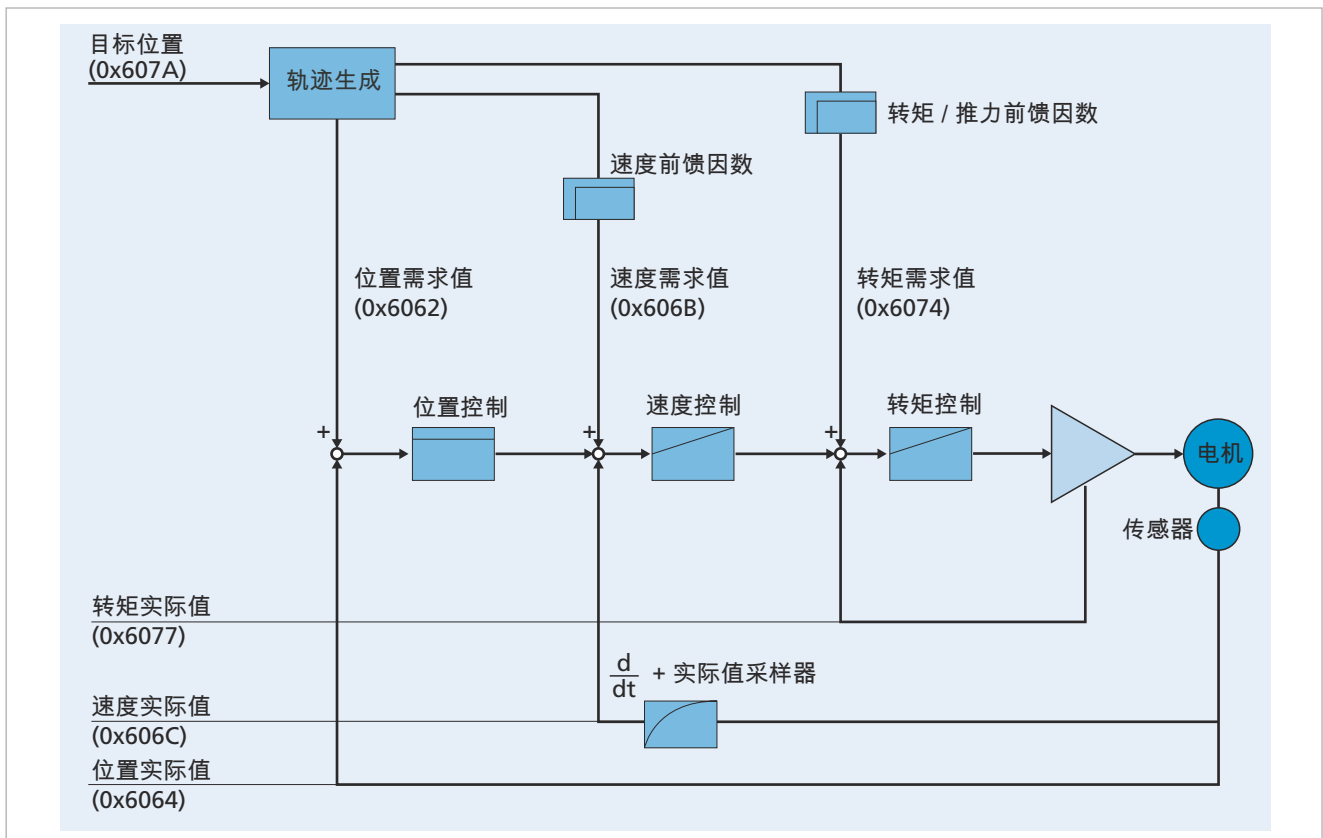 目标位置
(0x607A)
轨迹生成
转矩 / 推力前馈因数
速度前馈因数
位置需求值
(0x6062)
速度需求值
(0x606B)
转矩需求值
(0x6074)
位置控制
速度控制
转矩控制
+
+
+
电机
传感器
转矩实际值
(0x6077)
d
dt
+ 实际值采样器
速度实际值
(0x606C)
位置实际值
(0x6064)